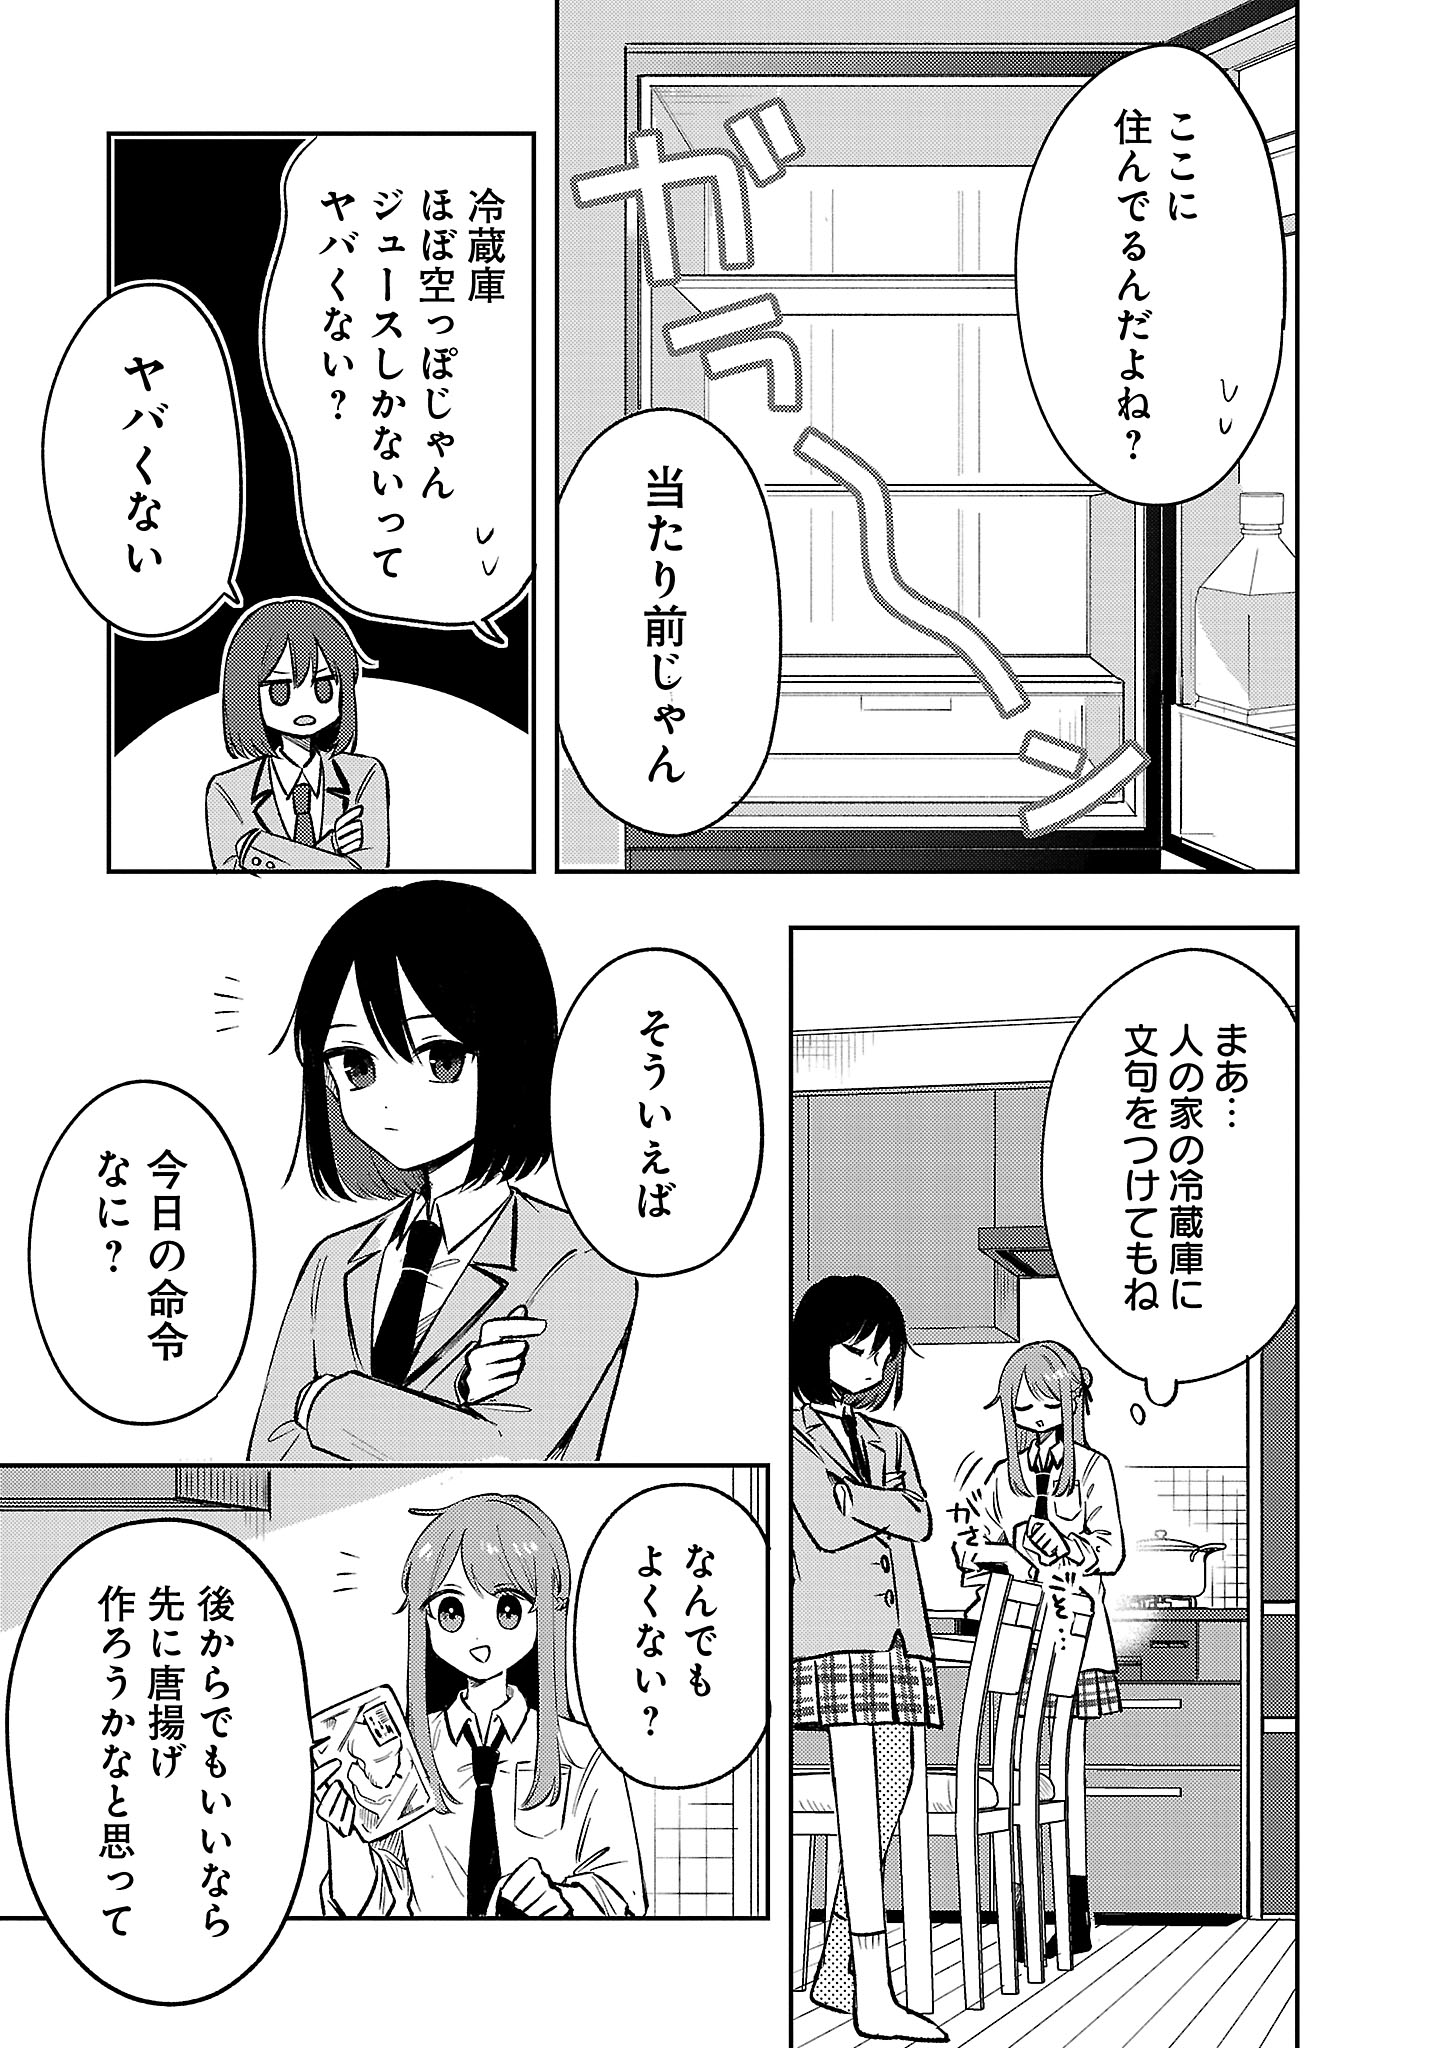 ここに
住んでるんだよね？
ガラーン
当たり前じゃん
冷蔵庫
ほぼ空っぽじゃん
ジュースしかないって
ヤバくない？
ヤバくない
まあ…
人の家の冷蔵庫に
文句をつけてもね
カサ
ごそ…
そういえば
今日の命令
なに？
なんでも
よくない？
後からでもいいなら
先に唐揚げ
作ろうかなと思って